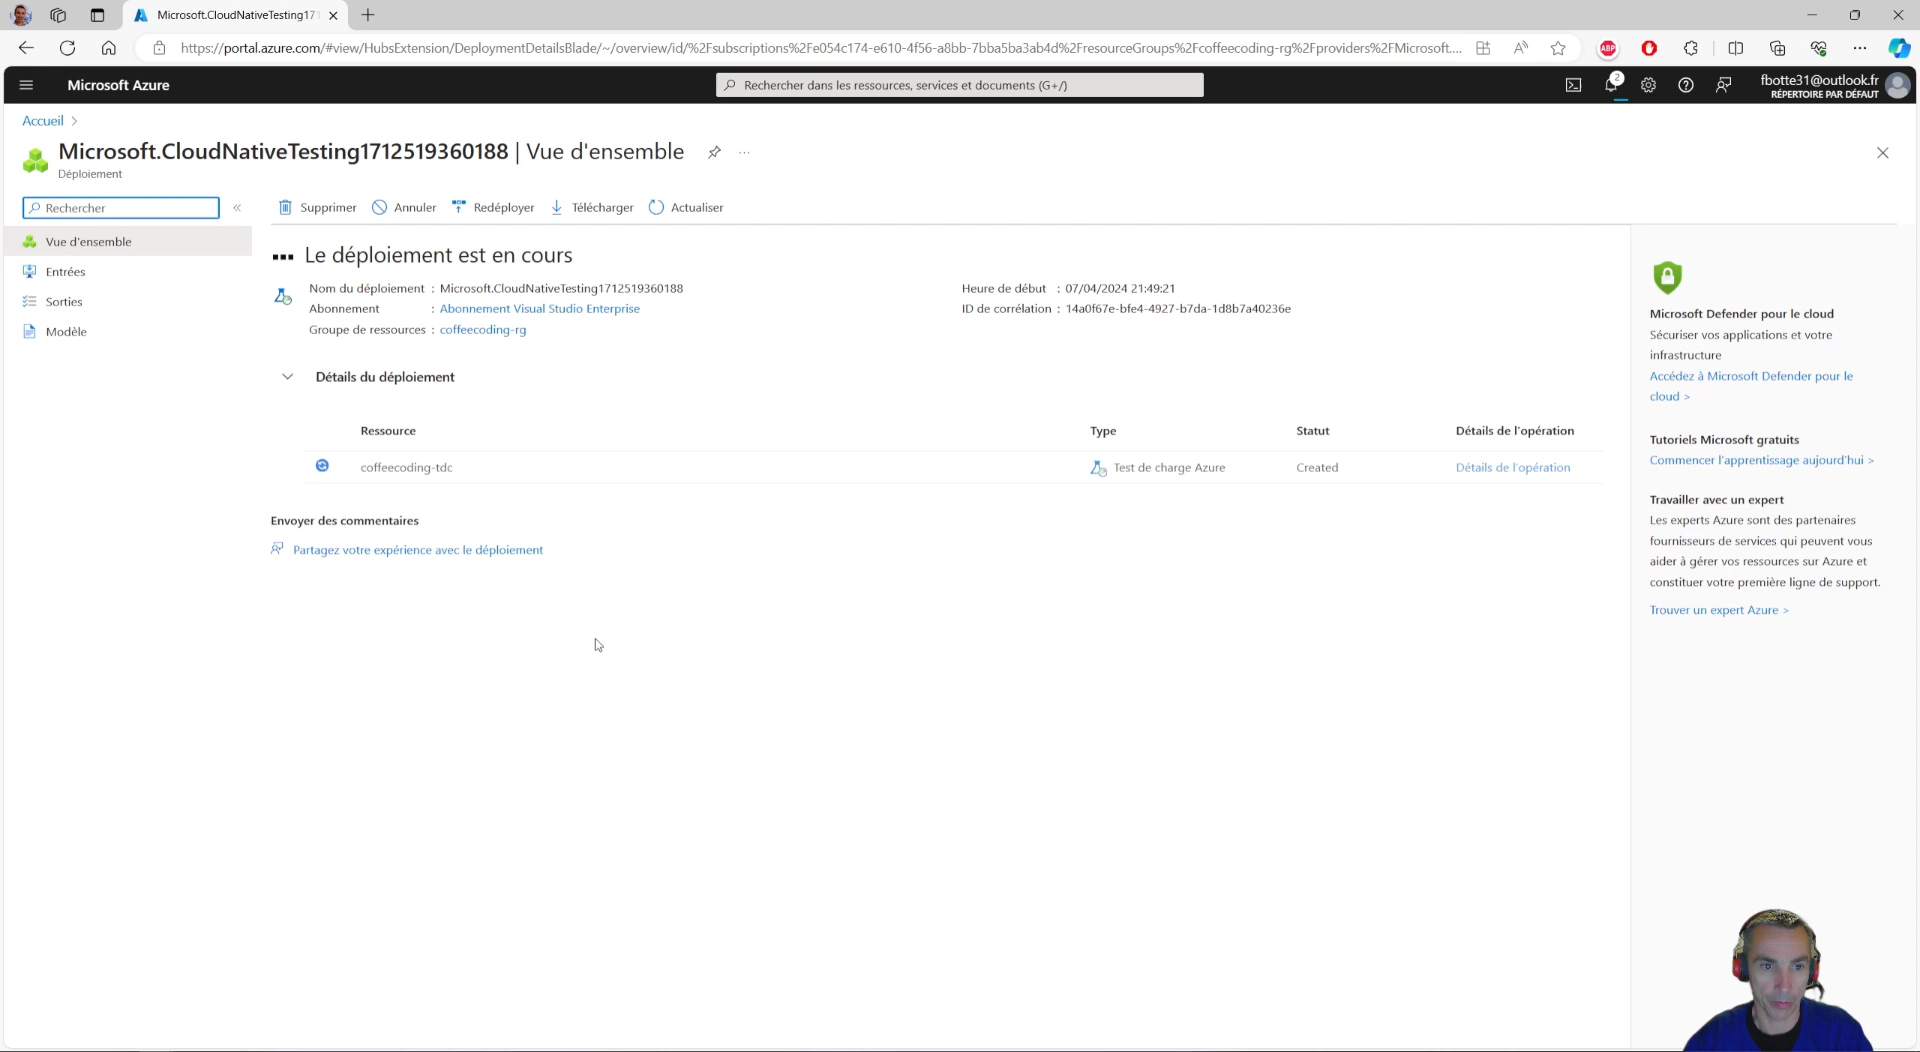 Microsoft.CloudNativeTesting171
https://portal.azure.com/#view/HubsExtension/DeploymentDetailsBlade/~/overview/id/%2Fsubscriptions%2Fe054c174-e610-4f56-a8bb-7bba5ba3ab4d%2FresourceGroups%2Fcoffeecoding-rg%2Fproviders%2FMicrosoft....
ABP
Microsoft Azure
Rechercher dans les ressources, services et documents (G+/)
2
fbotte31@outlook.fr
RÉPERTOIRE PAR DÉFAUT
Accueil >
Microsoft.CloudNativeTesting1712519360188 | Vue d'ensemble
Déploiement
Rechercher
Supprimer
Annuler
Redéployer
Télécharger
Actualiser
Vue d'ensemble
Entrées
Sorties
Modèle
Le déploiement est en cours
Nom du déploiement : Microsoft.CloudNativeTesting1712519360188
Abonnement : Abonnement Visual Studio Enterprise
Groupe de ressources : coffeecoding-rg
Heure de début : 07/04/2024 21:49:21
ID de corrélation : 14a0f67e-bfe4-4927-b7da-1d8b7a40236e
Détails du déploiement
Ressource Type Statut Détails de l'opération
coffeecoding-tdc Test de charge Azure Created Détails de l'opération
Envoyer des commentaires
Partagez votre expérience avec le déploiement
Microsoft Defender pour le cloud
Sécuriser vos applications et votre
infrastructure
Accédez à Microsoft Defender pour le
cloud >
Tutoriels Microsoft gratuits
Commencer l'apprentissage aujourd'hui >
Travailler avec un expert
Les experts Azure sont des partenaires
fournisseurs de services qui peuvent vous
aider à gérer vos ressources sur Azure et
constituer votre première ligne de support.
Trouver un expert Azure >